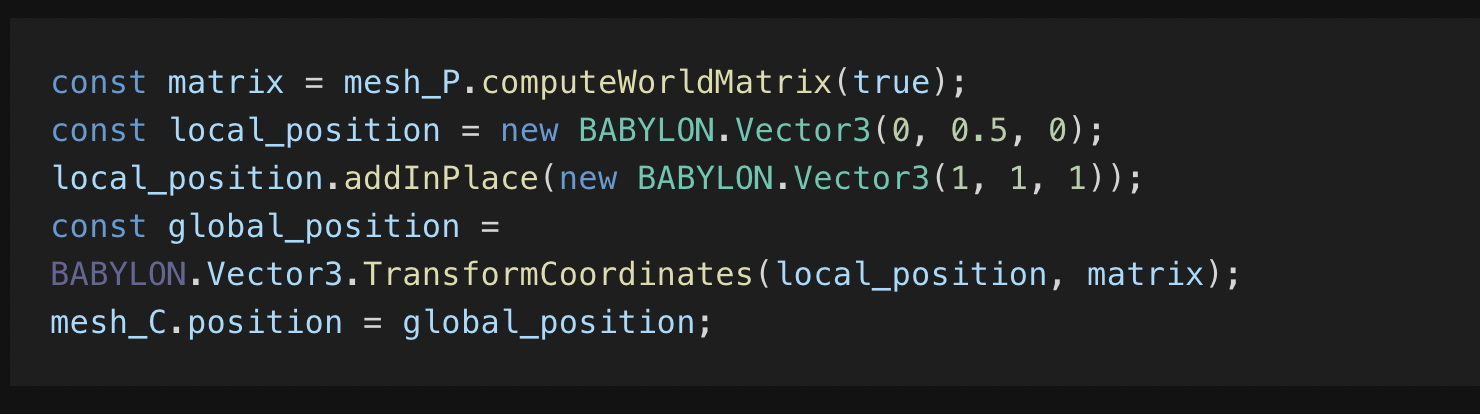 const matrix = mesh_P.computeWorldMatrix(true);
const local_position = new BABYLON.Vector3(0, 0.5, 0);
local_position.addInPlace(new BABYLON.Vector3(1, 1, 1));
const global_position =
BABYLON.Vector3.TransformCoordinates(local_position, matrix);
mesh_C.position = global_position;